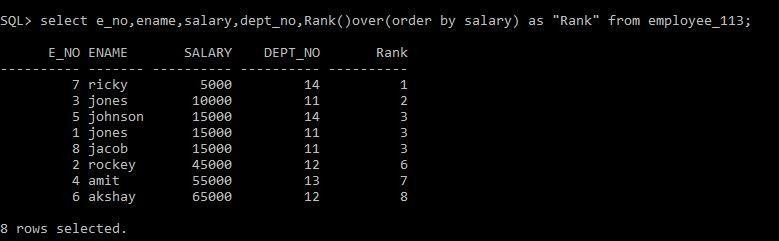 SQL> select e_no,ename,salary,dept_no,Rank()over(order by salary) as "Rank" from employee_113;
      E_NO ENAME       SALARY    DEPT_NO       Rank
---------- ------- ---------- ---------- ----------
         7 ricky         5000         14          1
         3 jones        10000         11          2
         5 johnson      15000         14          3
         1 jones        15000         11          3
         8 jacob        15000         11          3
         2 rockey       45000         12          6
         4 amit         55000         13          7
         6 akshay       65000         12          8
8 rows selected.